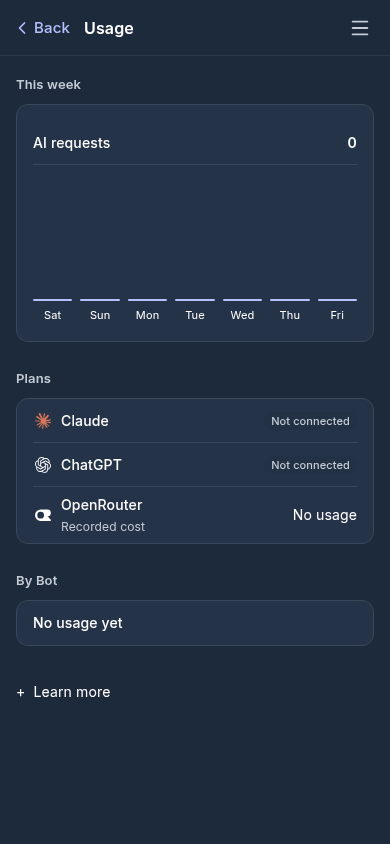 Back Usage
This week
AI requests 0
Sat Sun Mon Tue Wed Thu Fri
Plans
Claude Not connected
ChatGPT Not connected
OpenRouter
Recorded cost
No usage
By Bot
No usage yet
+ Learn more